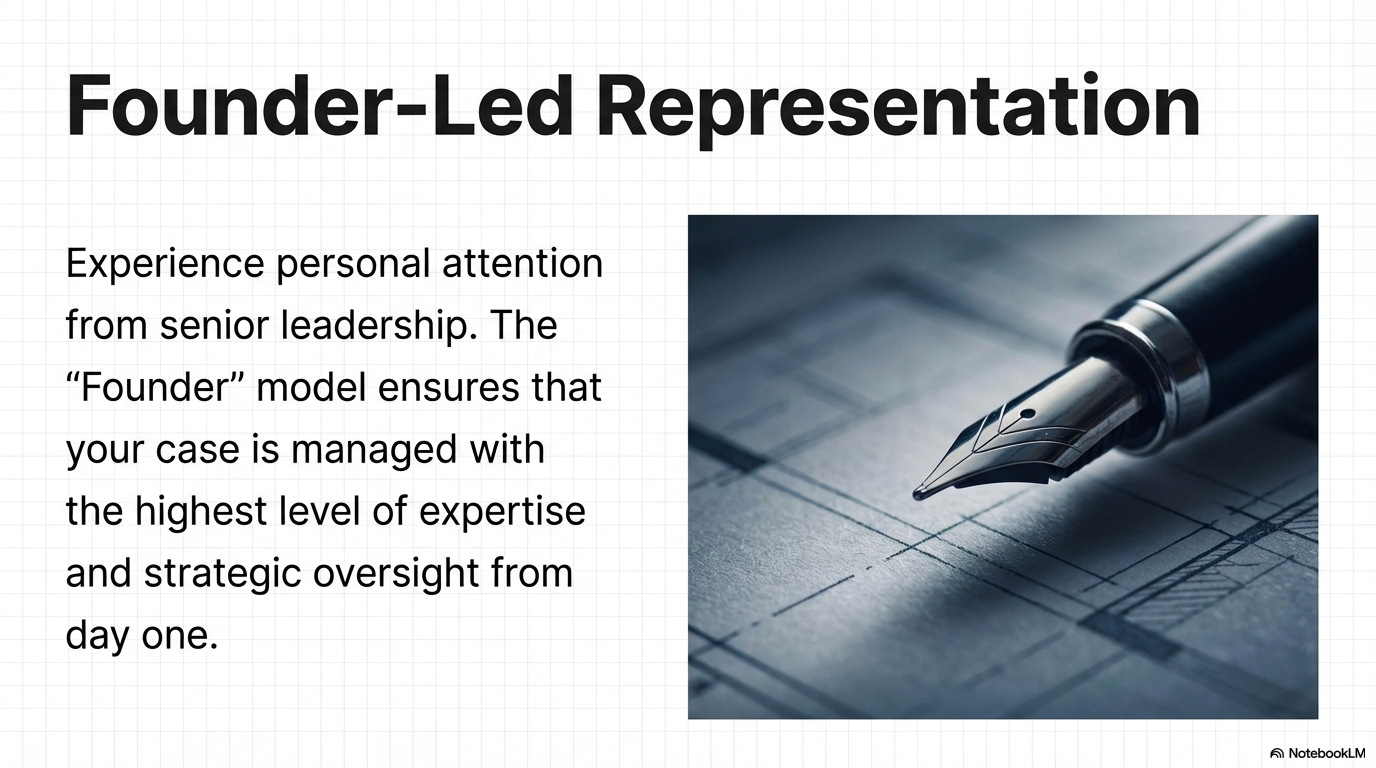 Founder-Led Representation
Experience personal attention
from senior leadership. The
“Founder” model ensures that
your case is managed with
the highest level of expertise
and strategic oversight from
day one.
NotebookLM